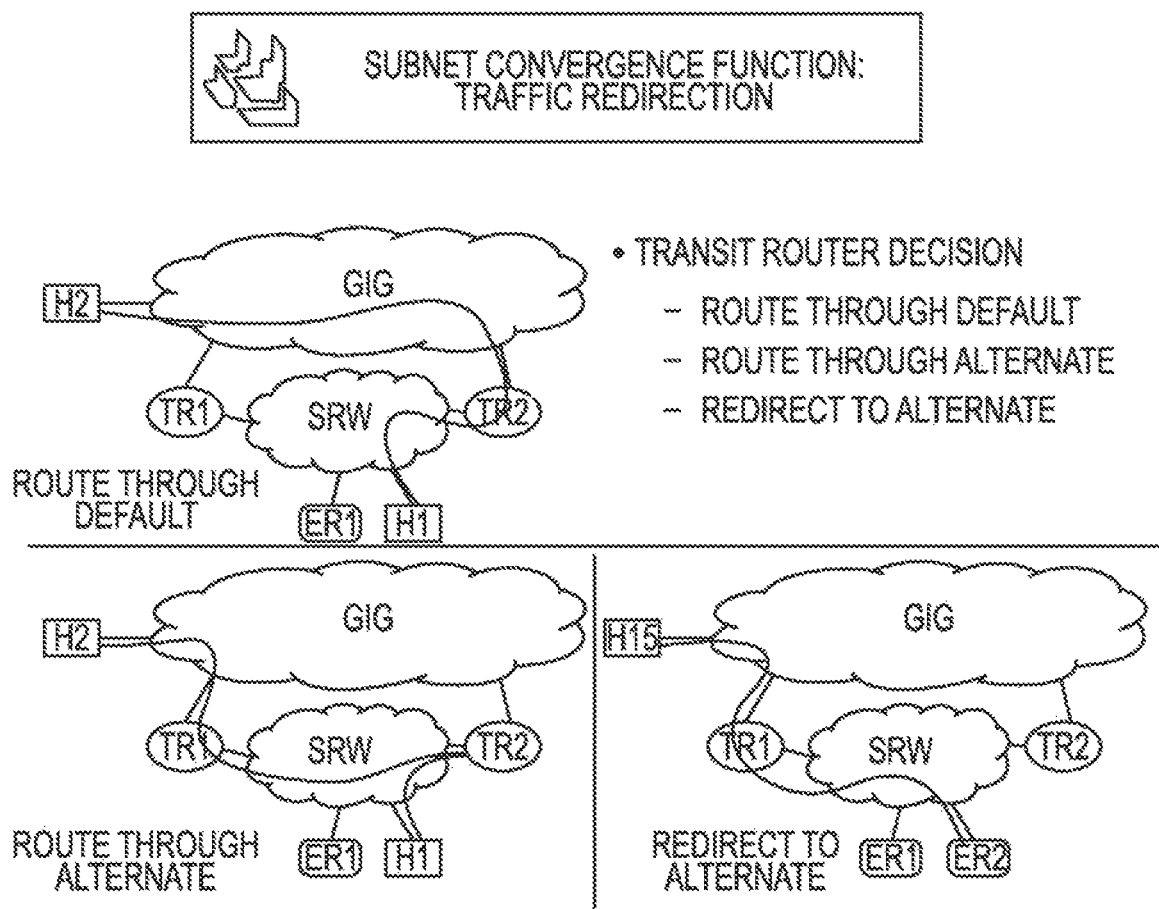 SUBNET CONVERGENCE FUNCTION:
TRAFFIC REDIRECTION
GIG
H2
TR1
SRW
TR2
ROUTE THROUGH
DEFAULT
ER1
H1
• TRANSIT ROUTER DECISION
– ROUTE THROUGH DEFAULT
– ROUTE THROUGH ALTERNATE
– REDIRECT TO ALTERNATE
GIG
H2
TR1
SRW
TR2
ROUTE THROUGH
ALTERNATE
ER1
H1
GIG
H15
TR1
SRW
TR2
REDIRECT TO
ALTERNATE
ER1
ER2